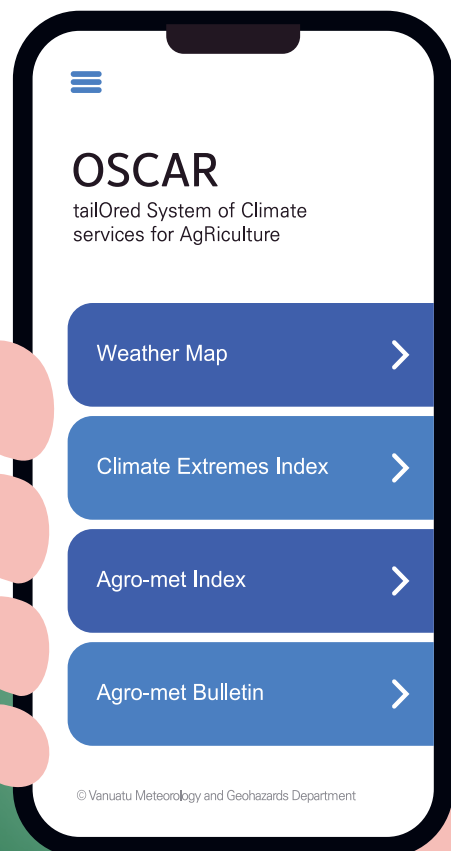 OSCAR
tailOred System of Climate
services for AgRiculture
Weather Map
Climate Extremes Index
Agro-met Index
Agro-met Bulletin
© Vanuatu Meteorology and Geohazards Department